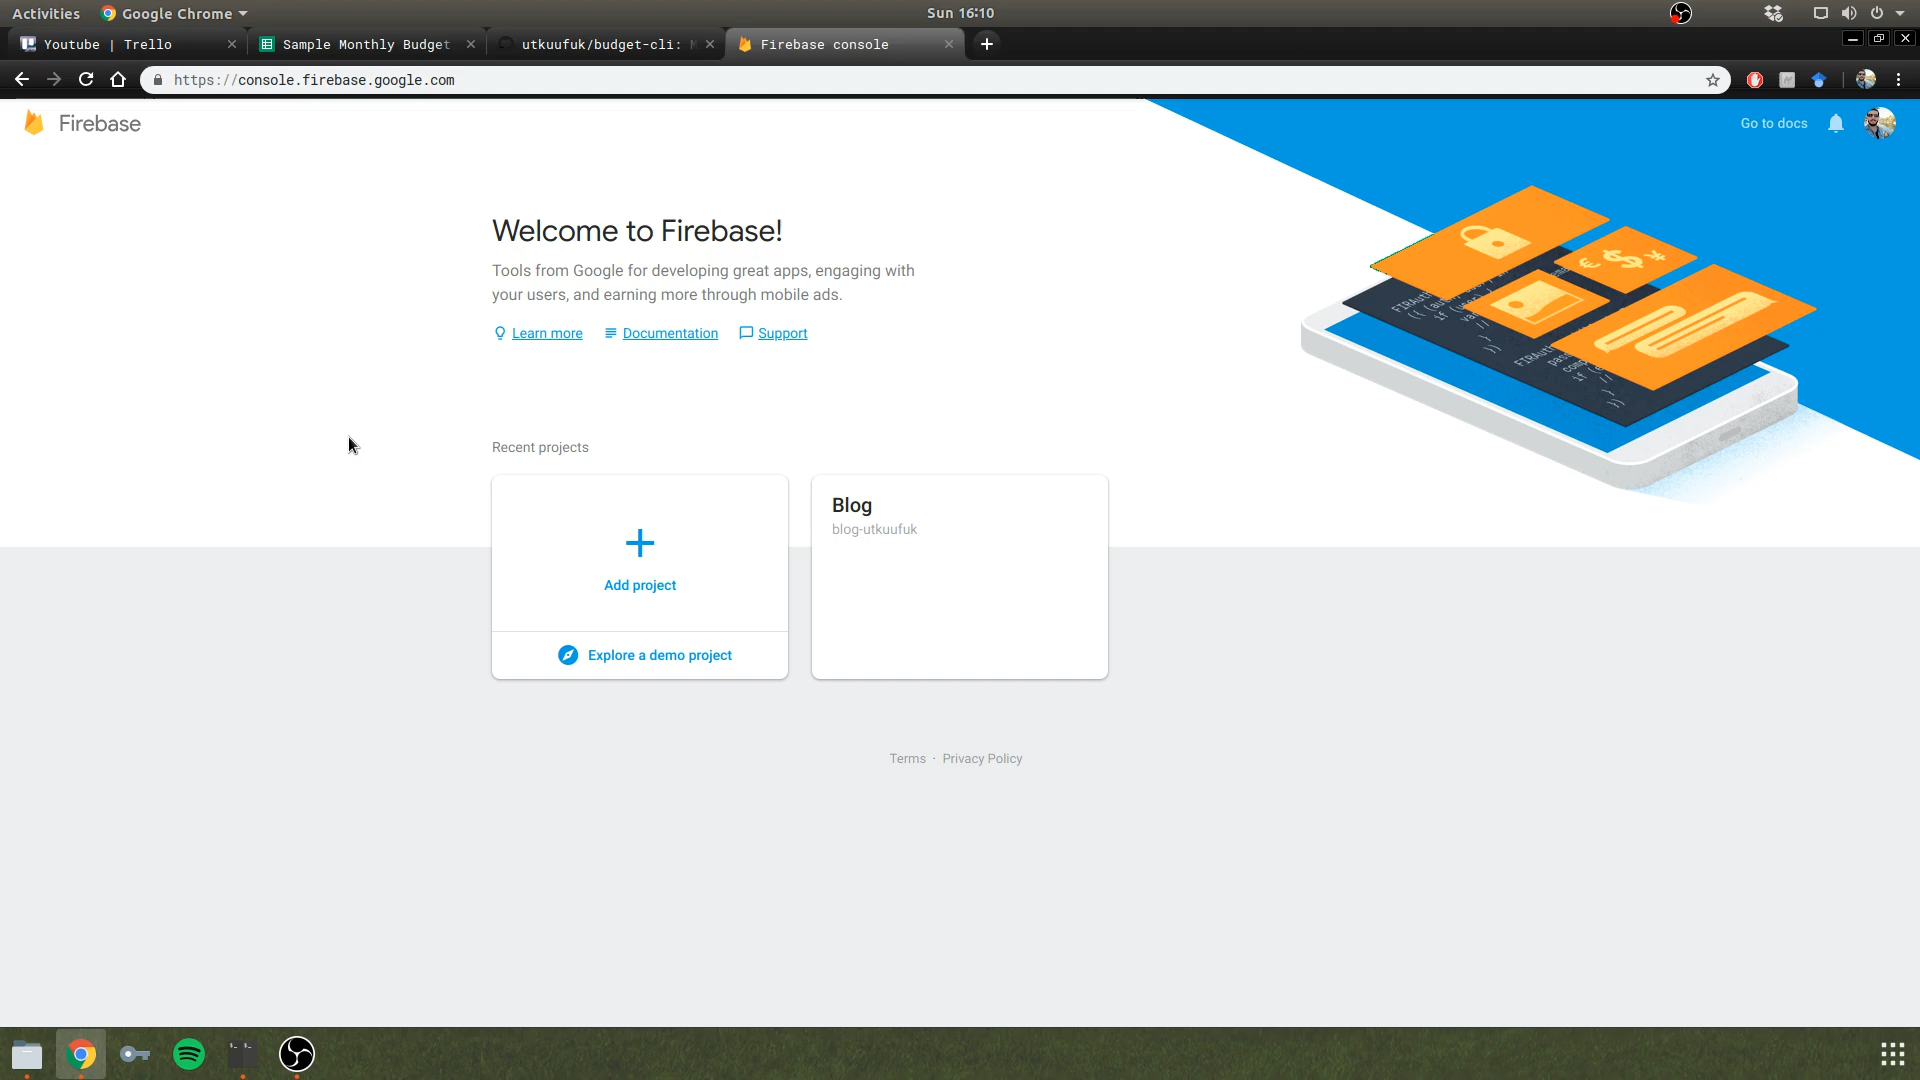 Activities
Google Chrome
Sun 16:10
Youtube | Trello
Sample Monthly Budget
utkuufuk/budget-cli:
Firebase console
https://console.firebase.google.com
Firebase
Go to docs
Welcome to Firebase!
Tools from Google for developing great apps, engaging with
your users, and earning more through mobile ads.
Learn more
Documentation
Support
Recent projects
Add project
Explore a demo project
Blog
blog-utkuufuk
Terms · Privacy Policy